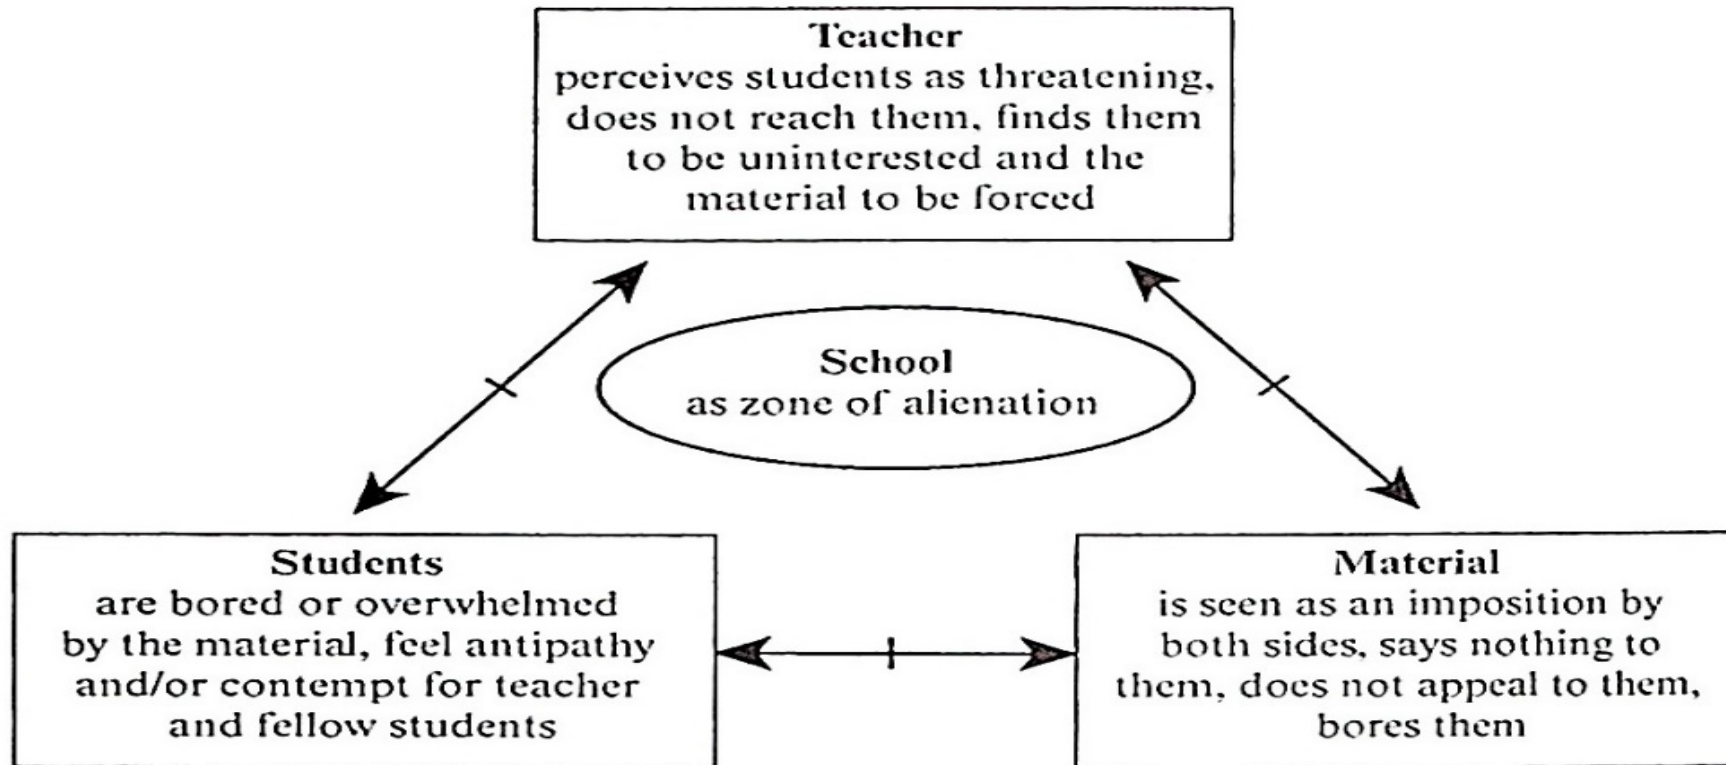 Teacher
perceives students as threatening,
does not reach them, finds them
to be uninterested and the
material to be forced
School
as zone of alienation
Students
are bored or overwhelmed
by the material, feel antipathy
and/or contempt for teacher
and fellow students
Material
is seen as an imposition by
both sides, says nothing to
them, does not appeal to them,
bores them